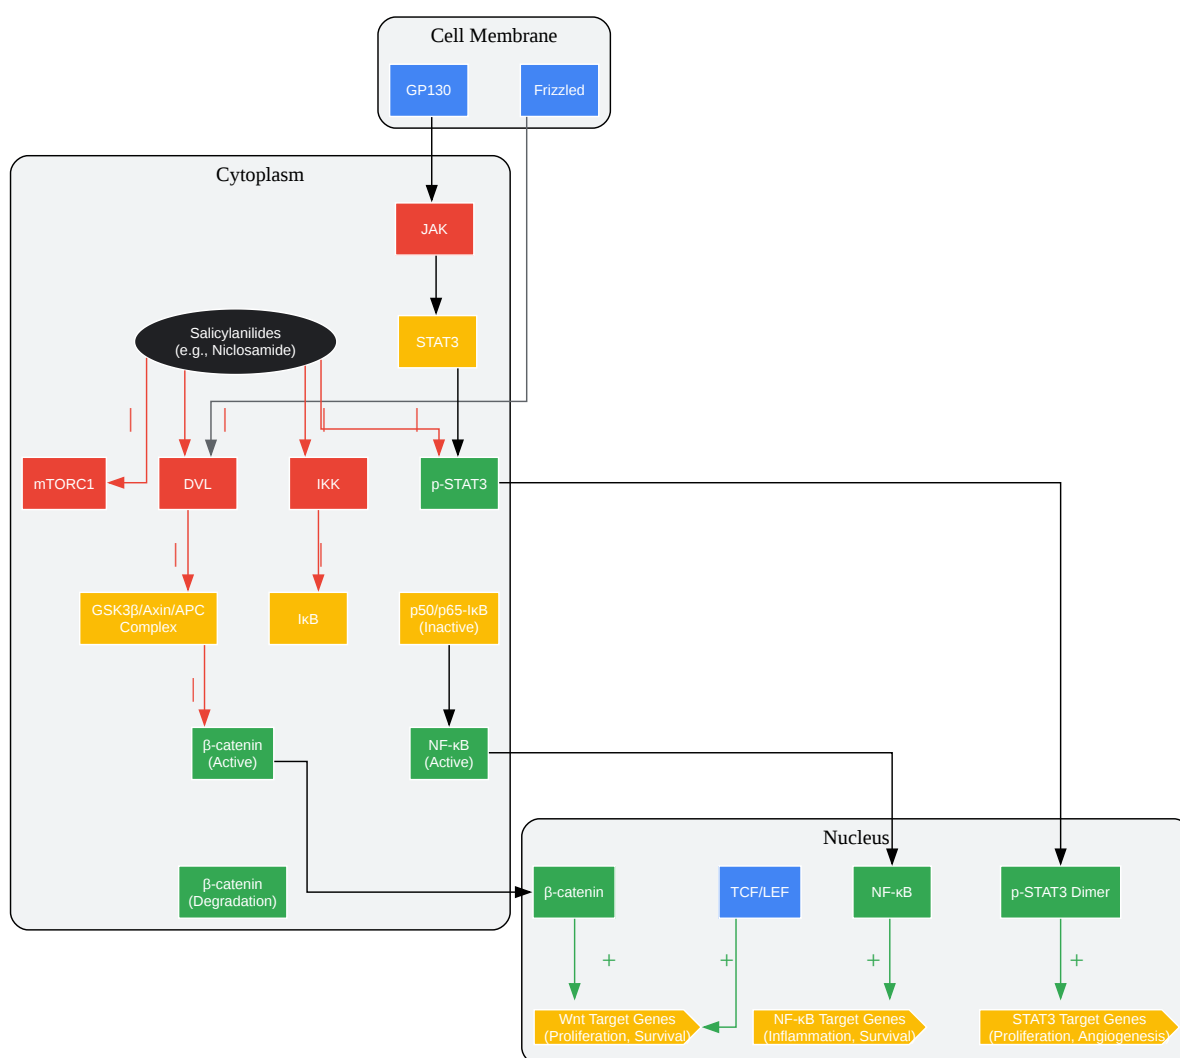 Cell Membrane
GP130
Frizzled
Cytoplasm
JAK
Salicylanilides
(e.g., Niclosamide)
STAT3
|
|
|
|
mTORC1
DVL
IKK
p-STAT3
|
|
GSK3β/Axin/APC
Complex
IκB
p50/p65-IκB
(Inactive)
|
β-catenin
(Active)
NF-κB
(Active)
Nucleus
β-catenin
(Degradation)
β-catenin
TCF/LEF
NF-κB
p-STAT3 Dimer
+
+
+
+
Wnt Target Genes
(Proliferation, Survival)
NF-κB Target Genes
(Inflammation, Survival)
STAT3 Target Genes
(Proliferation, Angiogenesis)